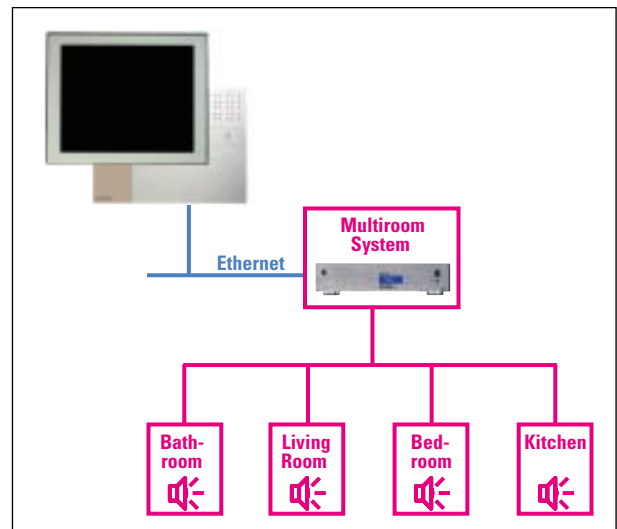 Multiroom
System
Ethernet
Bath-
room
Living
Room
Bed-
room
Kitchen